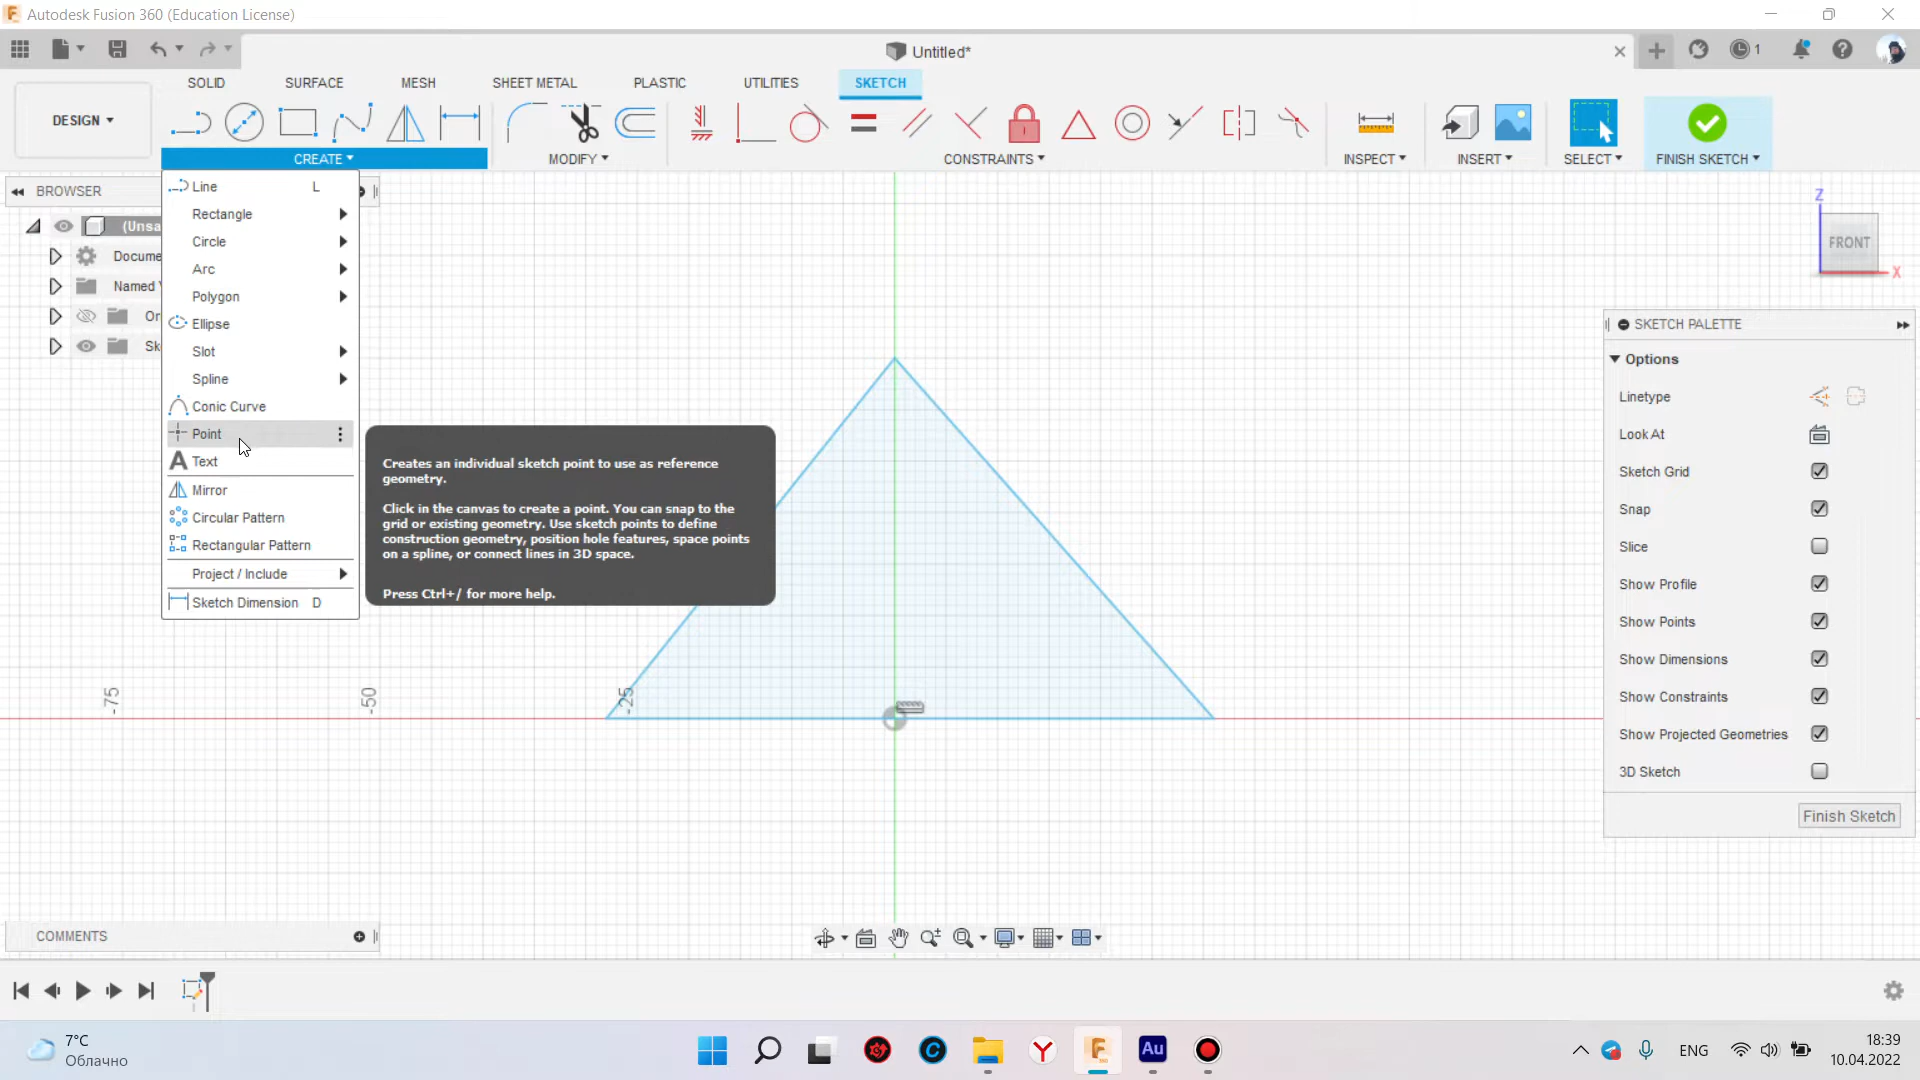 Autodesk Fusion 360 (Education License)
Untitled*
1
DESIGN
SOLID
SURFACE
MESH
SHEET METAL
PLASTIC
UTILITIES
SKETCH
CREATE
MODIFY
CONSTRAINTS
INSPECT
INSERT
SELECT
FINISH SKETCH
BROWSER
(Unsa
Docume
Named
Or
Sk
Line L
Rectangle
Circle
Arc
Polygon
Ellipse
Slot
Spline
Conic Curve
Point
Text
Mirror
Circular Pattern
Rectangular Pattern
Project / Include
Sketch Dimension D
Creates an individual sketch point to use as reference
geometry.
Click in the canvas to create a point. You can snap to the
grid or existing geometry. Use sketch points to define
construction geometry, position hole features, space points
on a spline, or connect lines in 3D space.
Press Ctrl+/ for more help.
-75
-50
-25
Z
FRONT
X
SKETCH PALETTE
Options
Linetype
Look At
Sketch Grid
Snap
Slice
Show Profile
Show Points
Show Dimensions
Show Constraints
Show Projected Geometries
3D Sketch
Finish Sketch
COMMENTS
7°C
Облачно
Au
ENG
18:39
10.04.2022